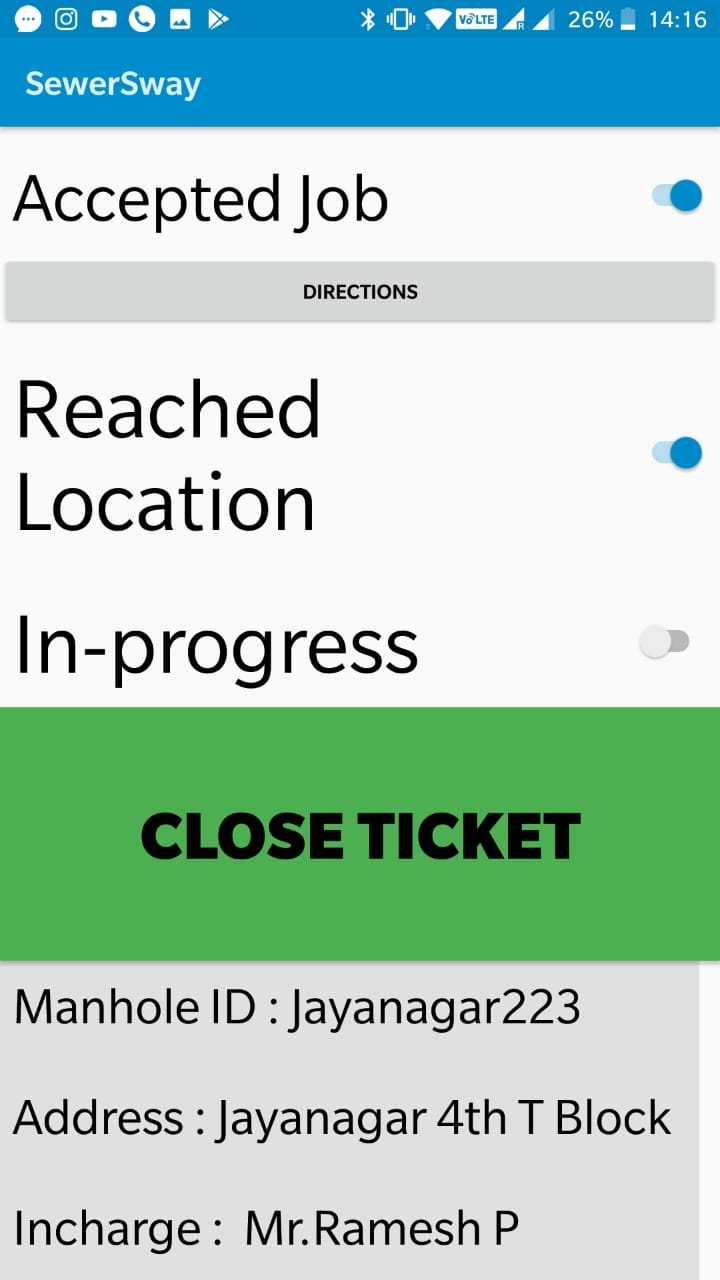 VoLTE R 26% 14:16
SewerSway
Accepted Job
DIRECTIONS
Reached
Location
In-progress
CLOSE TICKET
Manhole ID : Jayanagar223
Address : Jayanagar 4th T Block
Incharge :  Mr.Ramesh P